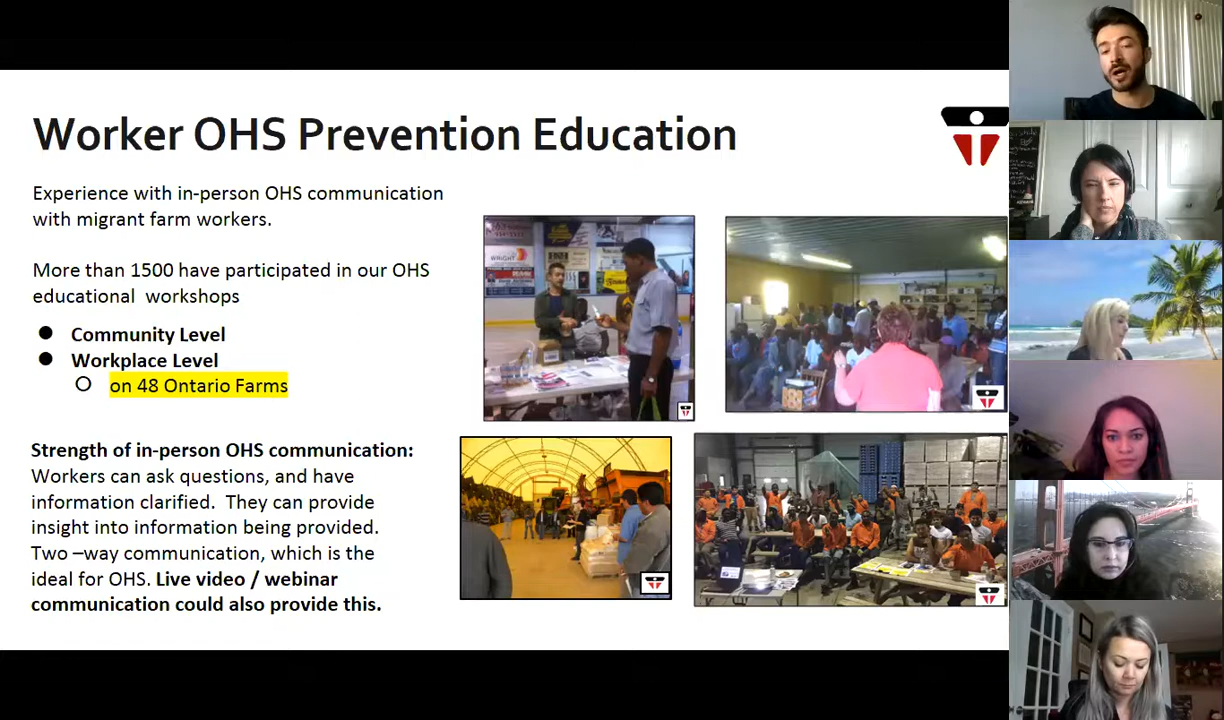 Worker OHS Prevention Education
Experience with in-person OHS communication
with migrant farm workers.
More than 1500 have participated in our OHS
educational workshops
● Community Level
● Workplace Level
○ on 48 Ontario Farms
Strength of in-person OHS communication:
Workers can ask questions, and have
information clarified. They can provide
insight into information being provided.
Two –way communication, which is the
ideal for OHS. Live video / webinar
communication could also provide this.
WRIGHT